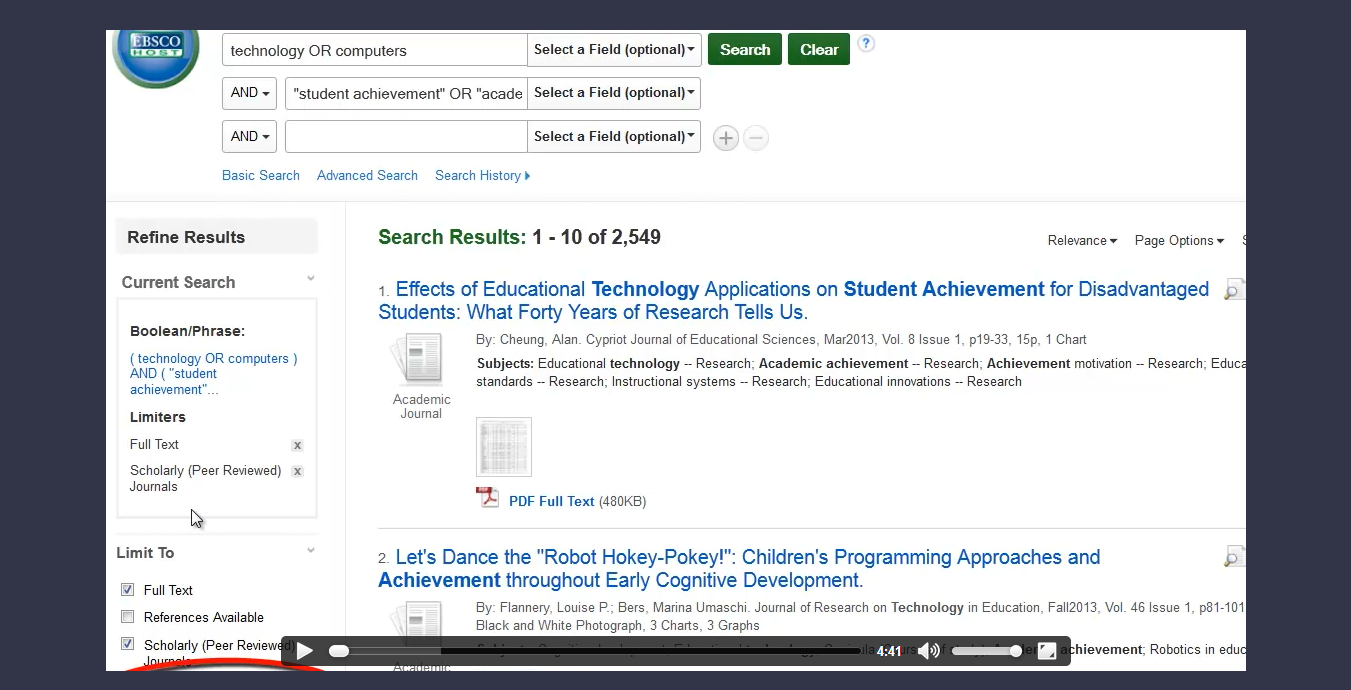 EBSCO
HOST
technology OR computers
Select a Field (optional)
Search
Clear
?
AND
"student achievement" OR "acade
Select a Field (optional)
AND
Select a Field (optional)
Basic Search
Advanced Search
Search History
Refine Results
Current Search
Boolean/Phrase:
( technology OR computers )
AND ( "student
achievement"...
Limiters
Full Text
x
Scholarly (Peer Reviewed)
Journals
x
Limit To
Full Text
References Available
Scholarly (Peer Reviewed)
Journals
Search Results: 1 - 10 of 2,549
Relevance
Page Options
1. Effects of Educational Technology Applications on Student Achievement for Disadvantaged
Students: What Forty Years of Research Tells Us.
By: Cheung, Alan. Cypriot Journal of Educational Sciences, Mar2013, Vol. 8 Issue 1, p19-33, 15p, 1 Chart
Subjects: Educational technology -- Research; Academic achievement -- Research; Achievement motivation -- Research; Educa
standards -- Research; Instructional systems -- Research; Educational innovations -- Research
Academic
Journal
PDF Full Text (480KB)
2. Let's Dance the "Robot Hokey-Pokey!": Children's Programming Approaches and
Achievement throughout Early Cognitive Development.
By: Flannery, Louise P.; Bers, Marina Umaschi. Journal of Research on Technology in Education, Fall2013, Vol. 46 Issue 1, p81-101
Black and White Photograph, 3 Charts, 3 Graphs
achievement; Robotics in educ
Academic
4:41